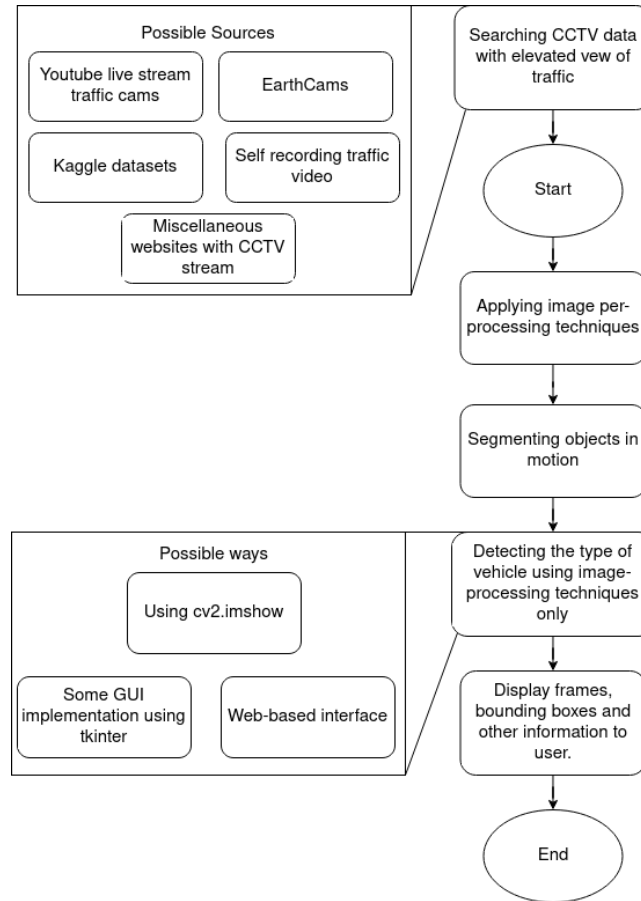 Possible Sources
Youtube live stream
traffic cams
EarthCams
Kaggle datasets
Self recording traffic
video
Miscellaneous
websites with CCTV
stream
Searching CCTV data
with elevated vew of
traffic
Start
Applying image per-
processing techniques
Segmenting objects in
motion
Possible ways
Using cv2.imshow
Some GUI
implementation using
tkinter
Web-based interface
Detecting the type of
vehicle using image-
processing techniques
only
Display frames,
bounding boxes and
other information to
user.
End